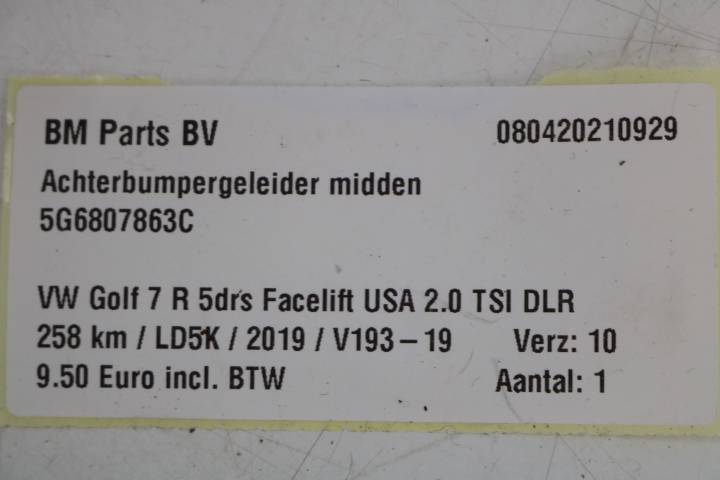 BM Parts BV 080420210929
Achterbumpergeleider midden
5G6807863C
VW Golf 7 R 5drs Facelift USA 2.0 TSI DLR
258 km / LD5K / 2019 / V193-19 Verz: 10
9.50 Euro incl. BTW Aantal: 1